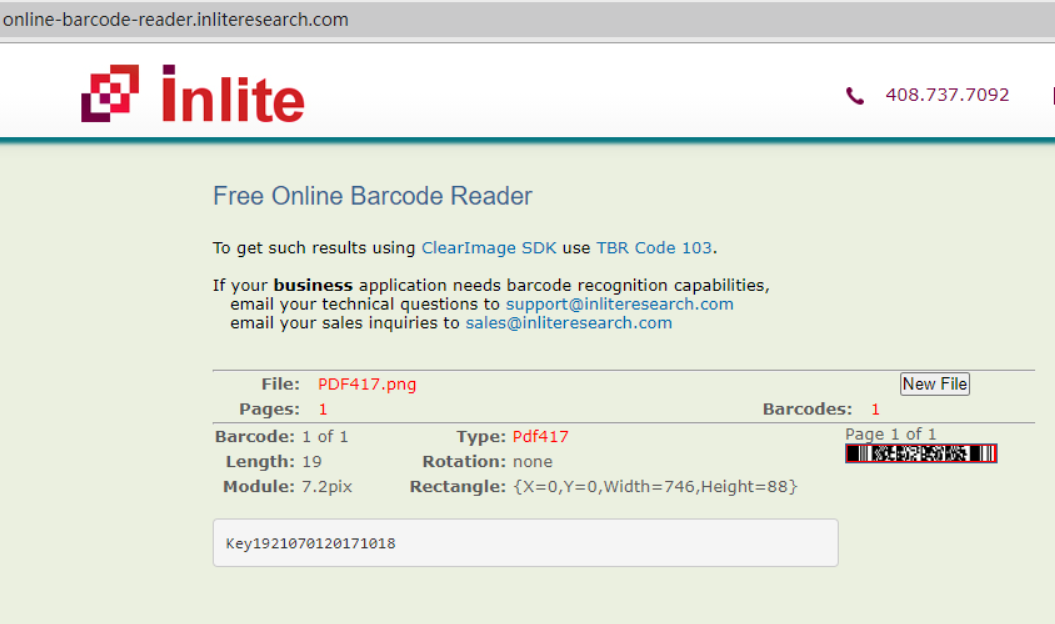 online-barcode-reader.inliteresearch.com
inlite
408.737.7092
Free Online Barcode Reader
To get such results using ClearImage SDK use TBR Code 103.
If your business application needs barcode recognition capabilities,
email your technical questions to support@inliteresearch.com
email your sales inquiries to sales@inliteresearch.com
File: PDF417.png New File
Pages: 1 Barcodes: 1
Barcode: 1 of 1 Type: Pdf417 Page 1 of 1
Length: 19 Rotation: none
Module: 7.2pix Rectangle: {X=0,Y=0,Width=746,Height=88}
Key1921070120171018